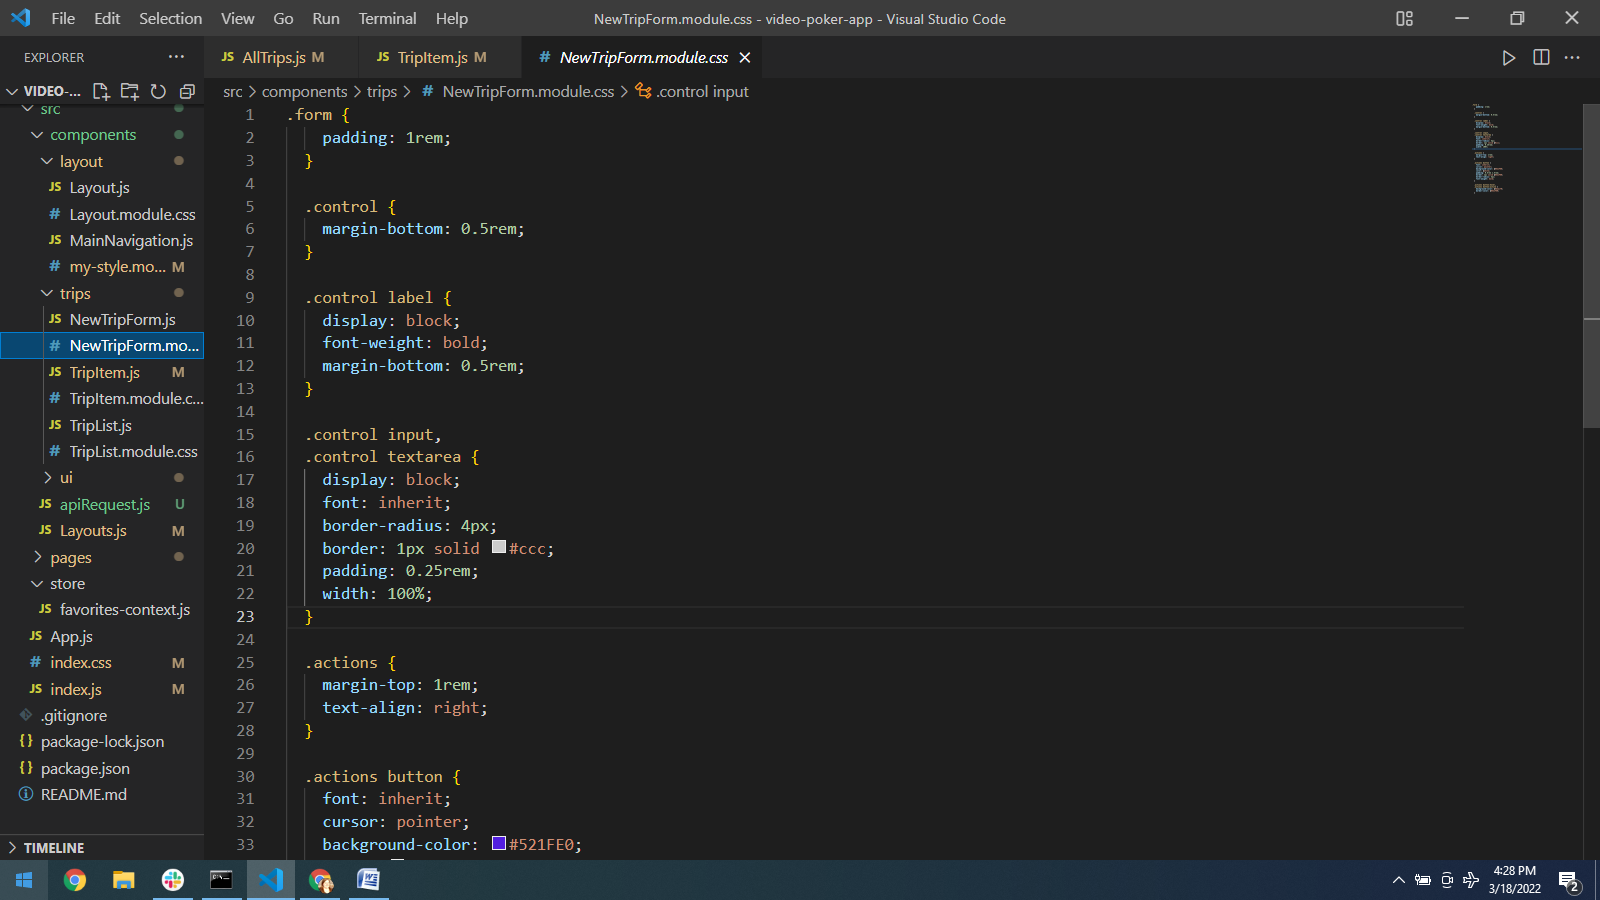 File Edit Selection View Go Run Terminal Help
NewTripForm.module.css - video-poker-app - Visual Studio Code
EXPLORER
VIDEO-...
src
components
layout
JS Layout.js
# Layout.module.css
JS MainNavigation.js
# my-style.mo... M
trips
JS NewTripForm.js
# NewTripForm.mo...
JS TripItem.js M
# TripItem.module.c...
JS TripList.js
# TripList.module.css
ui
JS apiRequest.js U
JS Layouts.js M
pages
store
JS favorites-context.js
JS App.js
# index.css M
JS index.js M
.gitignore
{} package-lock.json
{} package.json
README.md
TIMELINE
JS AllTrips.js M
JS TripItem.js M
# NewTripForm.module.css
src > components > trips > # NewTripForm.module.css > .control input
1 .form {
2 padding: 1rem;
3 }
4
5 .control {
6 margin-bottom: 0.5rem;
7 }
8
9 .control label {
10 display: block;
11 font-weight: bold;
12 margin-bottom: 0.5rem;
13 }
14
15 .control input,
16 .control textarea {
17 display: block;
18 font: inherit;
19 border-radius: 4px;
20 border: 1px solid #ccc;
21 padding: 0.25rem;
22 width: 100%;
23 }
24
25 .actions {
26 margin-top: 1rem;
27 text-align: right;
28 }
29
30 .actions button {
31 font: inherit;
32 cursor: pointer;
33 background-color: #521FE0;
4:28 PM
3/18/2022
2